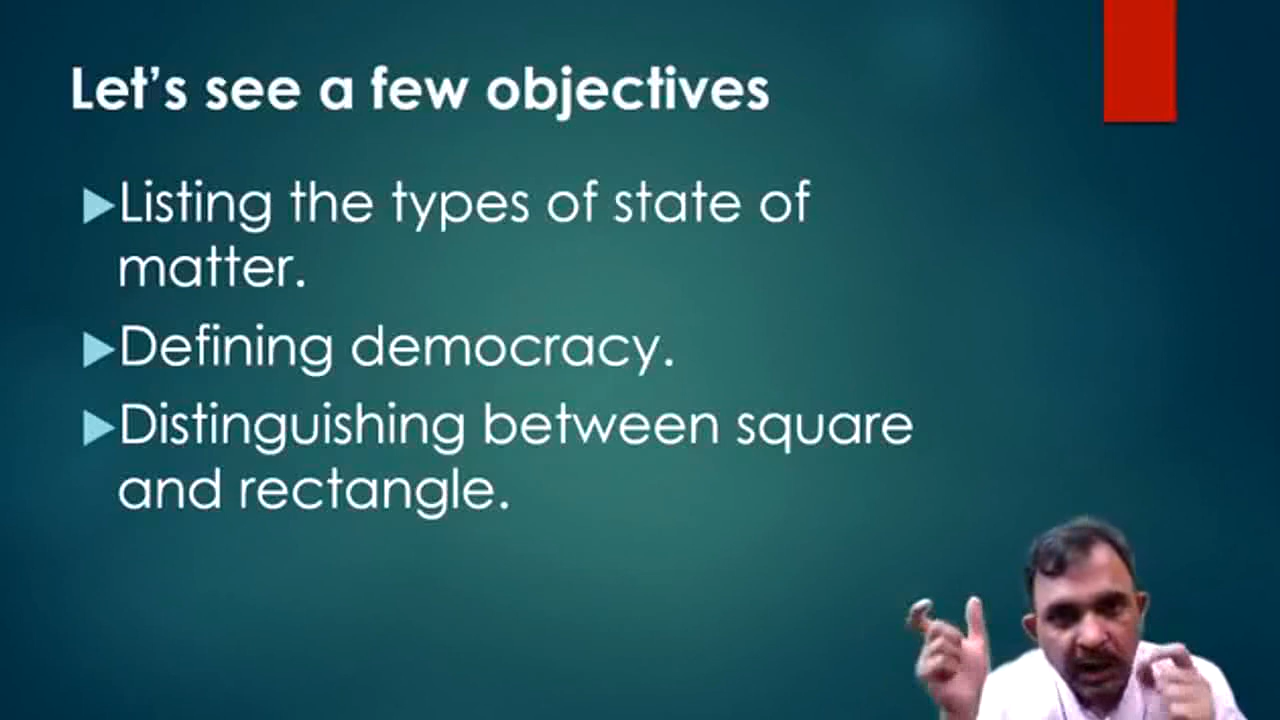 Let’s see a few objectives
Listing the types of state of
matter.
Defining democracy.
Distinguishing between square
and rectangle.